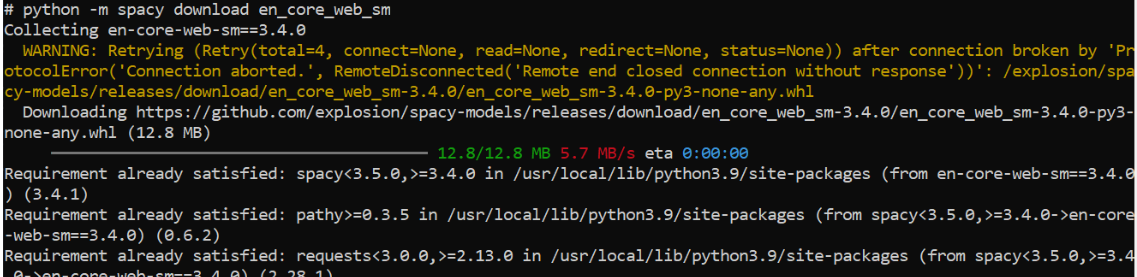 # python -m spacy download en_core_web_sm
Collecting en-core-web-sm==3.4.0
  WARNING: Retrying (Retry(total=4, connect=None, read=None, redirect=None, status=None)) after connection broken by 'Pr
otocolError('Connection aborted.', RemoteDisconnected('Remote end closed connection without response'))': /explosion/spa
cy-models/releases/download/en_core_web_sm-3.4.0/en_core_web_sm-3.4.0-py3-none-any.whl
  Downloading https://github.com/explosion/spacy-models/releases/download/en_core_web_sm-3.4.0/en_core_web_sm-3.4.0-py3-
none-any.whl (12.8 MB)
12.8/12.8 MB 5.7 MB/s eta 0:00:00
Requirement already satisfied: spacy<3.5.0,>=3.4.0 in /usr/local/lib/python3.9/site-packages (from en-core-web-sm==3.4.0
) (3.4.1)
Requirement already satisfied: pathy>=0.3.5 in /usr/local/lib/python3.9/site-packages (from spacy<3.5.0,>=3.4.0->en-core
-web-sm==3.4.0) (0.6.2)
Requirement already satisfied: requests<3.0.0,>=2.13.0 in /usr/local/lib/python3.9/site-packages (from spacy<3.5.0,>=3.4
.0->en-core-web-sm==3.4.0) (2.28.1)